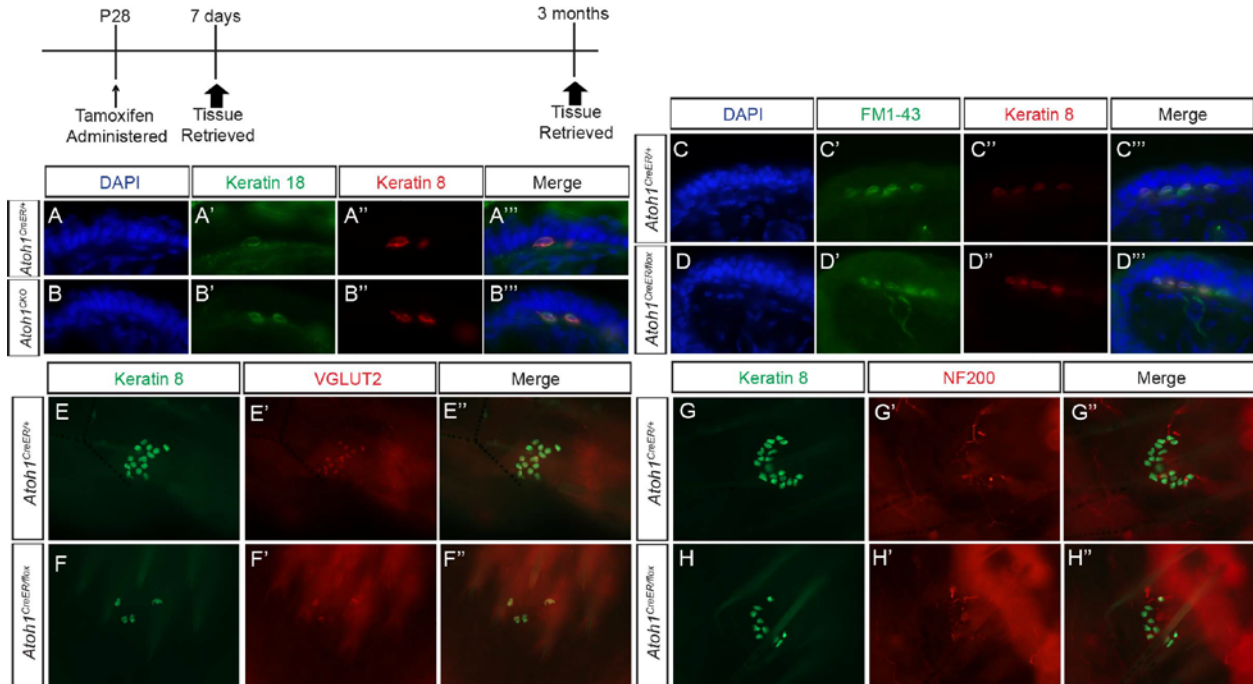 P28
7 days
3 months
Tamoxifen
Administered
Tissue
Retrieved
Tissue
Retrieved
DAPI
Keratin 18
Keratin 8
Merge
Atoh1CreER/+
A
A'
A''
A'''
Atoh1CKO
B
B'
B''
B'''
DAPI
FM1-43
Keratin 8
Merge
Atoh1CreER/+
C
C'
C''
C'''
Atoh1CreER/flox
D
D'
D''
D'''
Keratin 8
VGLUT2
Merge
Atoh1CreER/+
E
E'
E''
Atoh1CreER/flox
F
F'
F''
Keratin 8
NF200
Merge
Atoh1CreER/+
G
G'
G''
Atoh1CreER/flox
H
H'
H''